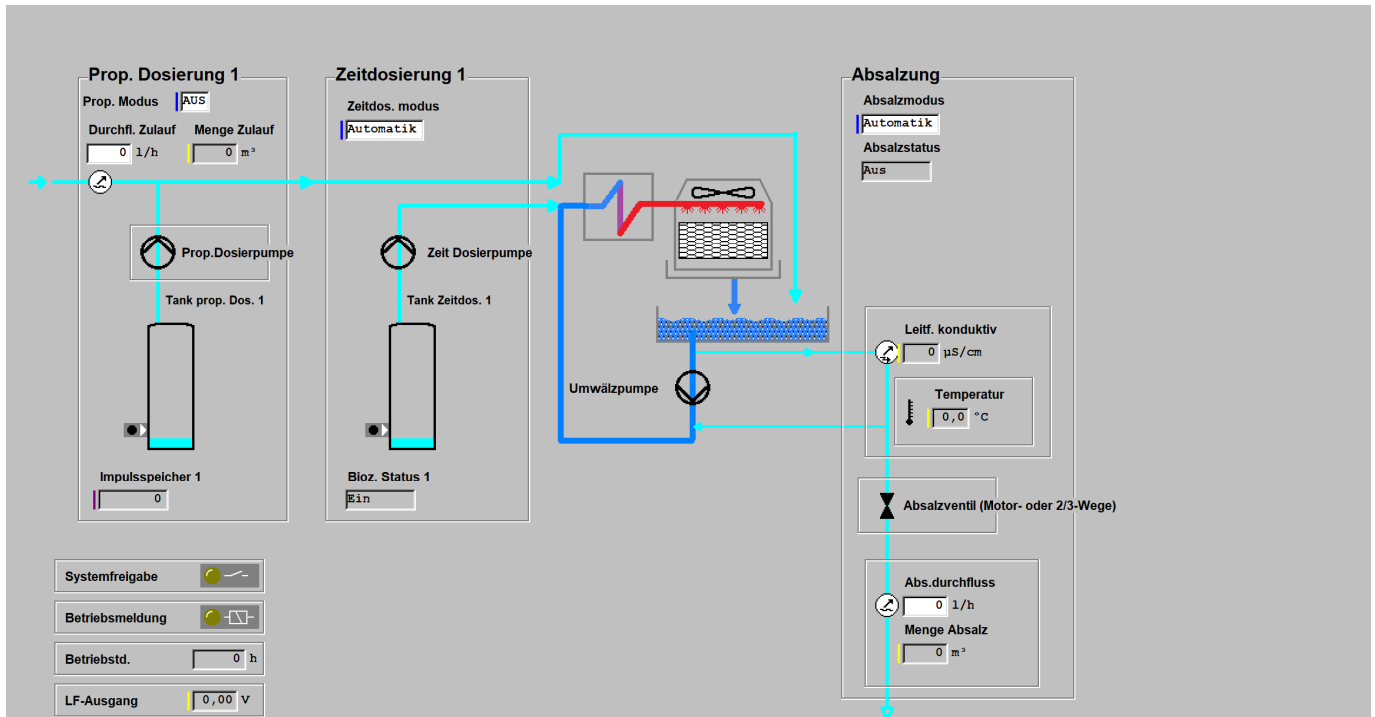 Prop. Dosierung 1
Prop. Modus AUS
Durchfl. Zulauf Menge Zulauf
0 l/h 0 m³
Prop.Dosierpumpe
Tank prop. Dos. 1
Impulsspeicher 1
0
Zeitdosierung 1
Zeitdos. modus
Automatik
Zeit Dosierpumpe
Tank Zeitdos. 1
Bioz. Status 1
Ein
Umwälzpumpe
Absalzung
Absalzmodus
Automatik
Absalzstatus
Aus
Leitf. konduktiv
0 µS/cm
Temperatur
0,0 °C
Absalzventil (Motor- oder 2/3-Wege)
Abs.durchfluss
0 l/h
Menge Absalz
0 m³
Systemfreigabe
Betriebsmeldung
Betriebstd. 0 h
LF-Ausgang 0,00 V